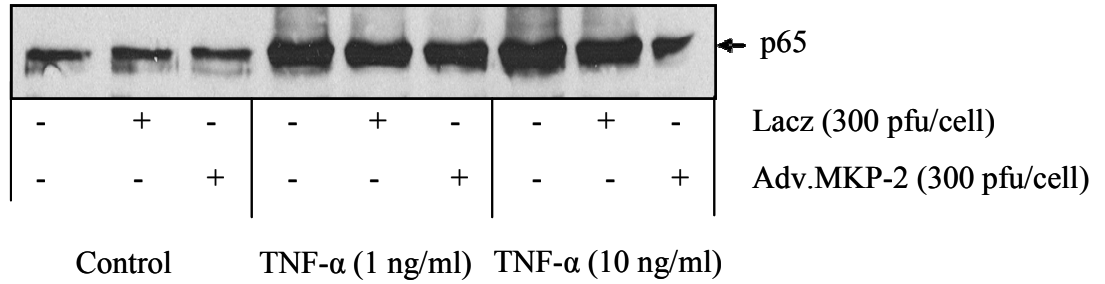 p65
- + - - + - - + - Lacz (300 pfu/cell)
- - + - - + - - + Adv.MKP-2 (300 pfu/cell)
Control TNF-α (1 ng/ml) TNF-α (10 ng/ml)